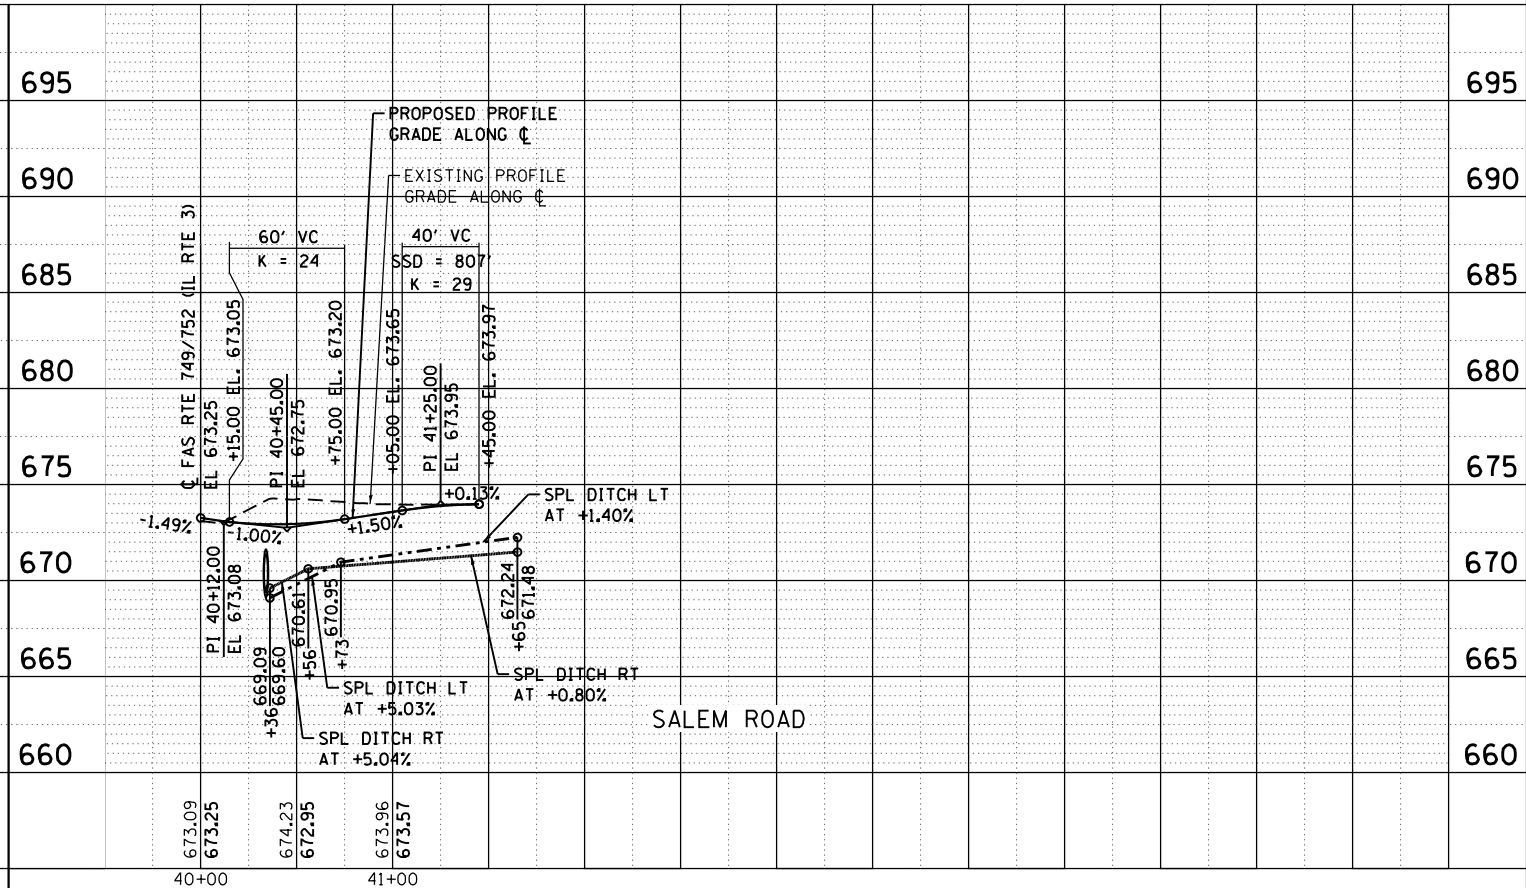 695
695
PROPOSED PROFILE
GRADE ALONG ℄
690
690
EXISTING PROFILE
GRADE ALONG ℄
60' VC
K = 24
40' VC
SSD = 807'
K = 29
685
685
℄ FAS RTE 749/752 (IL RTE 3)
EL 673.25
+15.00 EL. 673.05
PI 40+45.00
EL 672.75
+75.00 EL. 673.20
+05.00 EL. 673.65
PI 41+25.00
EL 673.95
+45.00 EL. 673.97
680
680
675
675
-1.49%
-1.00%
+1.50%
+0.13%
SPL DITCH LT
AT +1.40%
670
670
PI 40+12.00
EL 673.08
+36
669.09
669.60
+56
670.61
+73
670.95
+65
672.24
671.48
665
665
SPL DITCH LT
AT +5.03%
SPL DITCH RT
AT +0.80%
SPL DITCH RT
AT +5.04%
SALEM ROAD
660
660
673.09
673.25
674.23
672.95
673.96
673.57
40+00
41+00